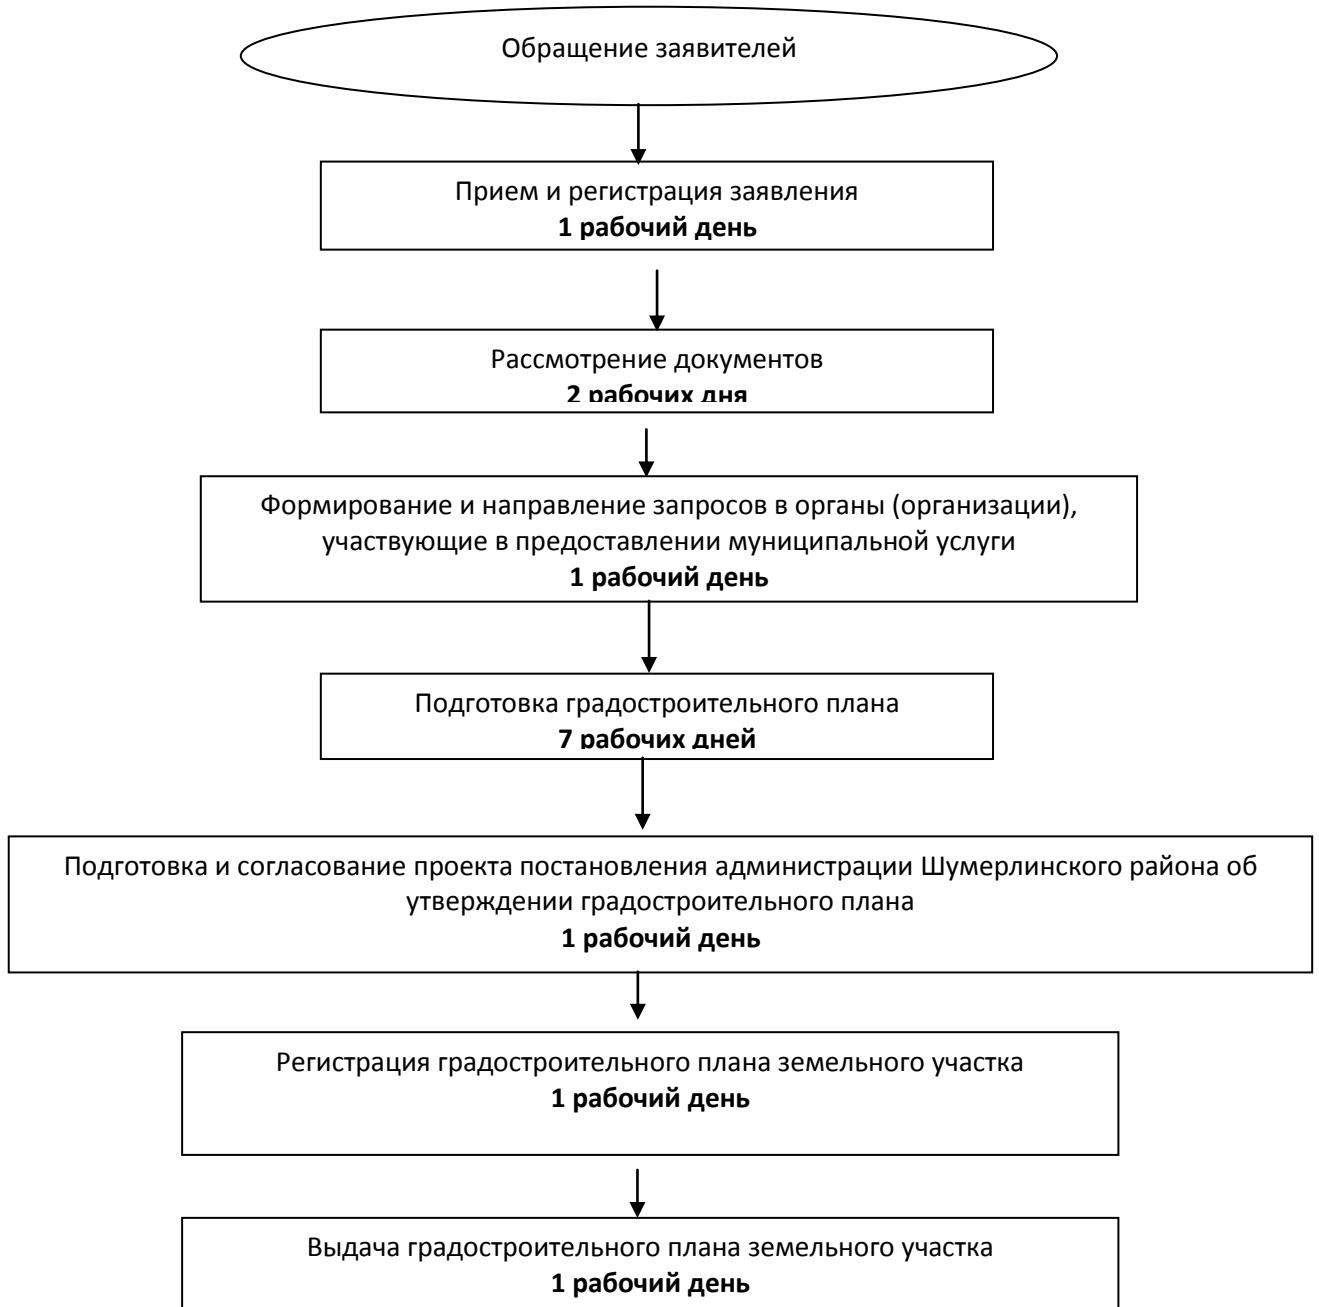 Обращение заявителей
Прием и регистрация заявления
1 рабочий день
Рассмотрение документов
2 рабочих дня
Формирование и направление запросов в органы (организации),
участвующие в предоставлении муниципальной услуги
1 рабочий день
Подготовка градостроительного плана
7 рабочих дней
Подготовка и согласование проекта постановления администрации Шумерлинского района об
утверждении градостроительного плана
1 рабочий день
Регистрация градостроительного плана земельного участка
1 рабочий день
Выдача градостроительного плана земельного участка
1 рабочий день